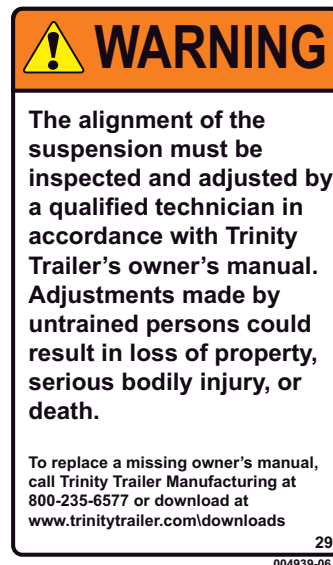 WARNING
The alignment of the
suspension must be
inspected and adjusted by
a qualified technician in
accordance with Trinity
Trailer’s owner’s manual.
Adjustments made by
untrained persons could
result in loss of property,
serious bodily injury, or
death.
To replace a missing owner’s manual,
call Trinity Trailer Manufacturing at
800-235-6577 or download at
www.trinitytrailer.com\downloads
29
004939-06